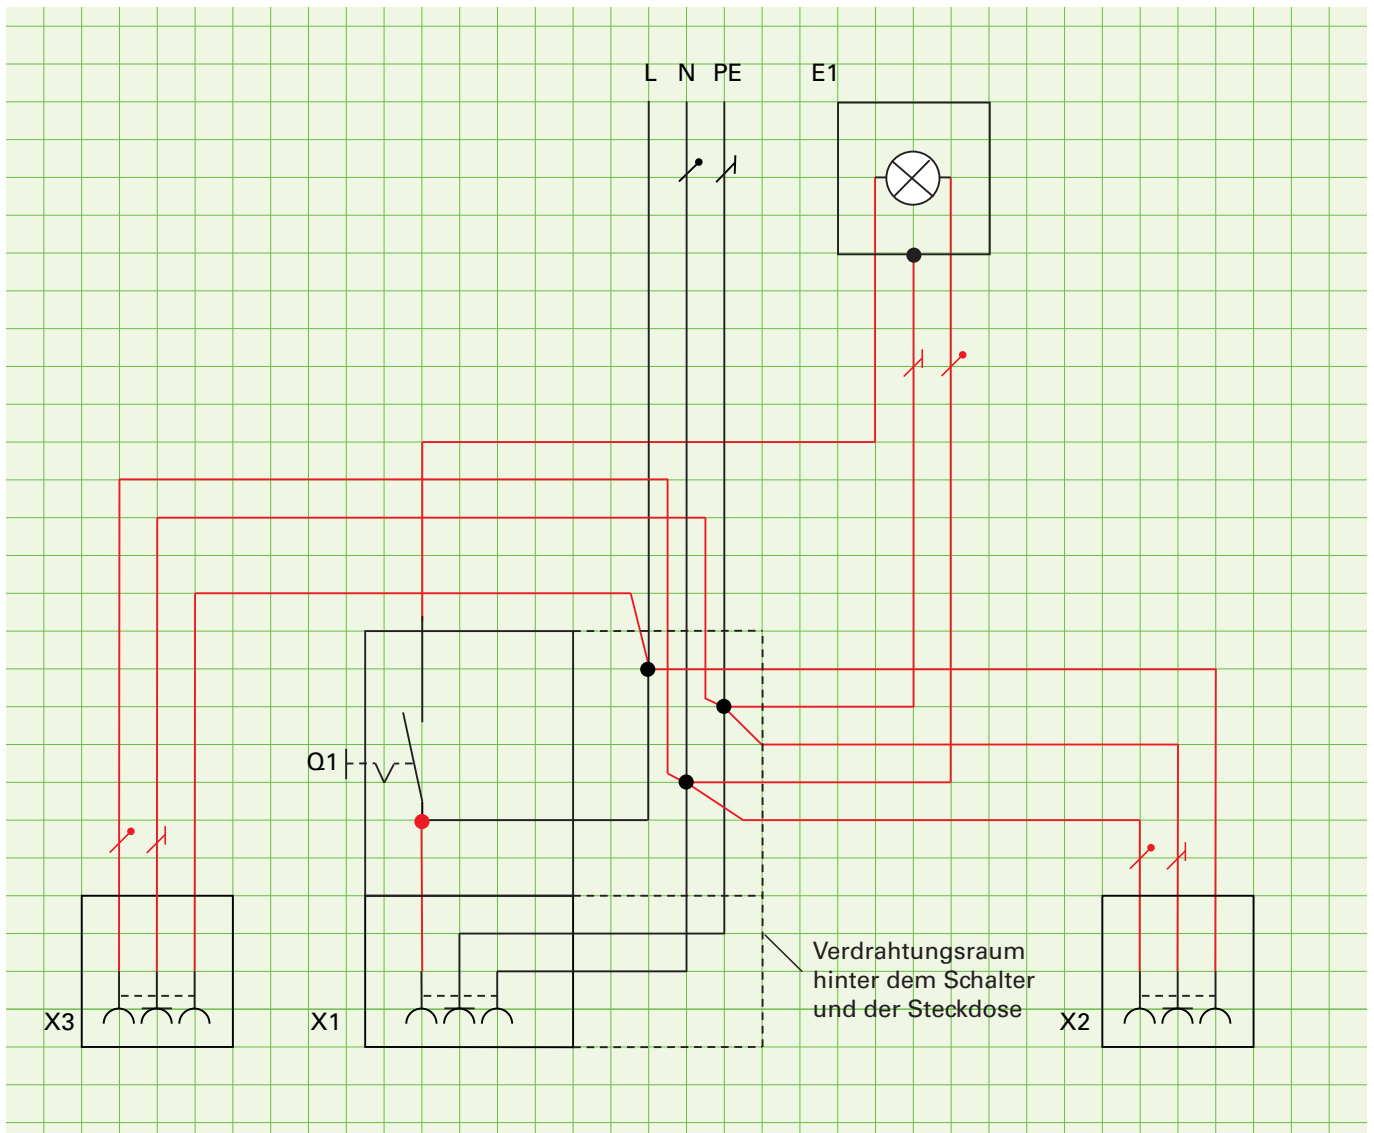 L N PE E1
Q1
Verdrahtungsraum
hinter dem Schalter
und der Steckdose
X3 X1 X2